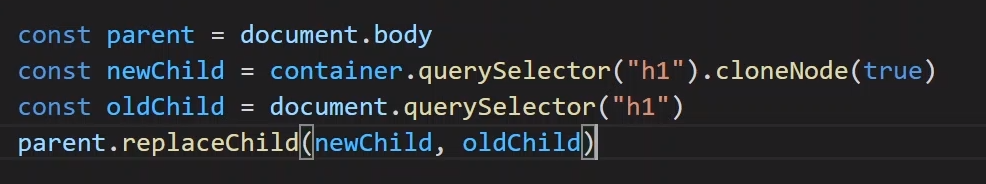 const parent = document.body
const newChild = container.querySelector("h1").cloneNode(true)
const oldChild = document.querySelector("h1")
parent.replaceChild(newChild, oldChild)